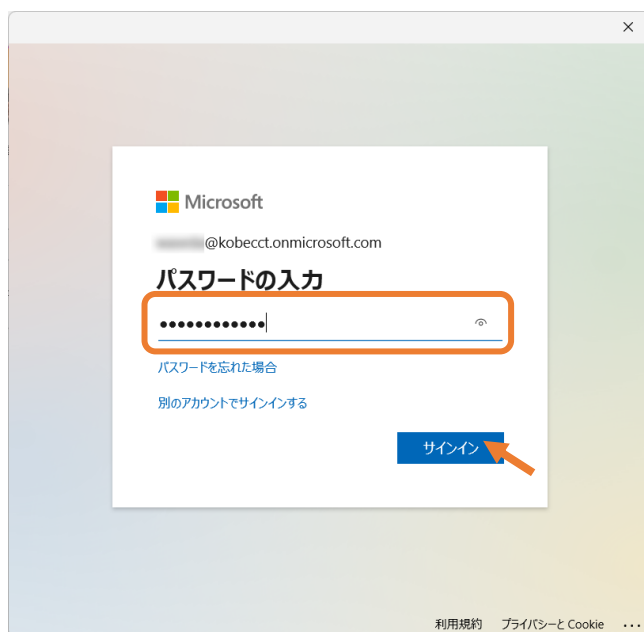 Microsoft
@kobecct.onmicrosoft.com
パスワードの入力
パスワードを忘れた場合
別のアカウントでサインインする
サインイン
利用規約 プライバシーと Cookie ...